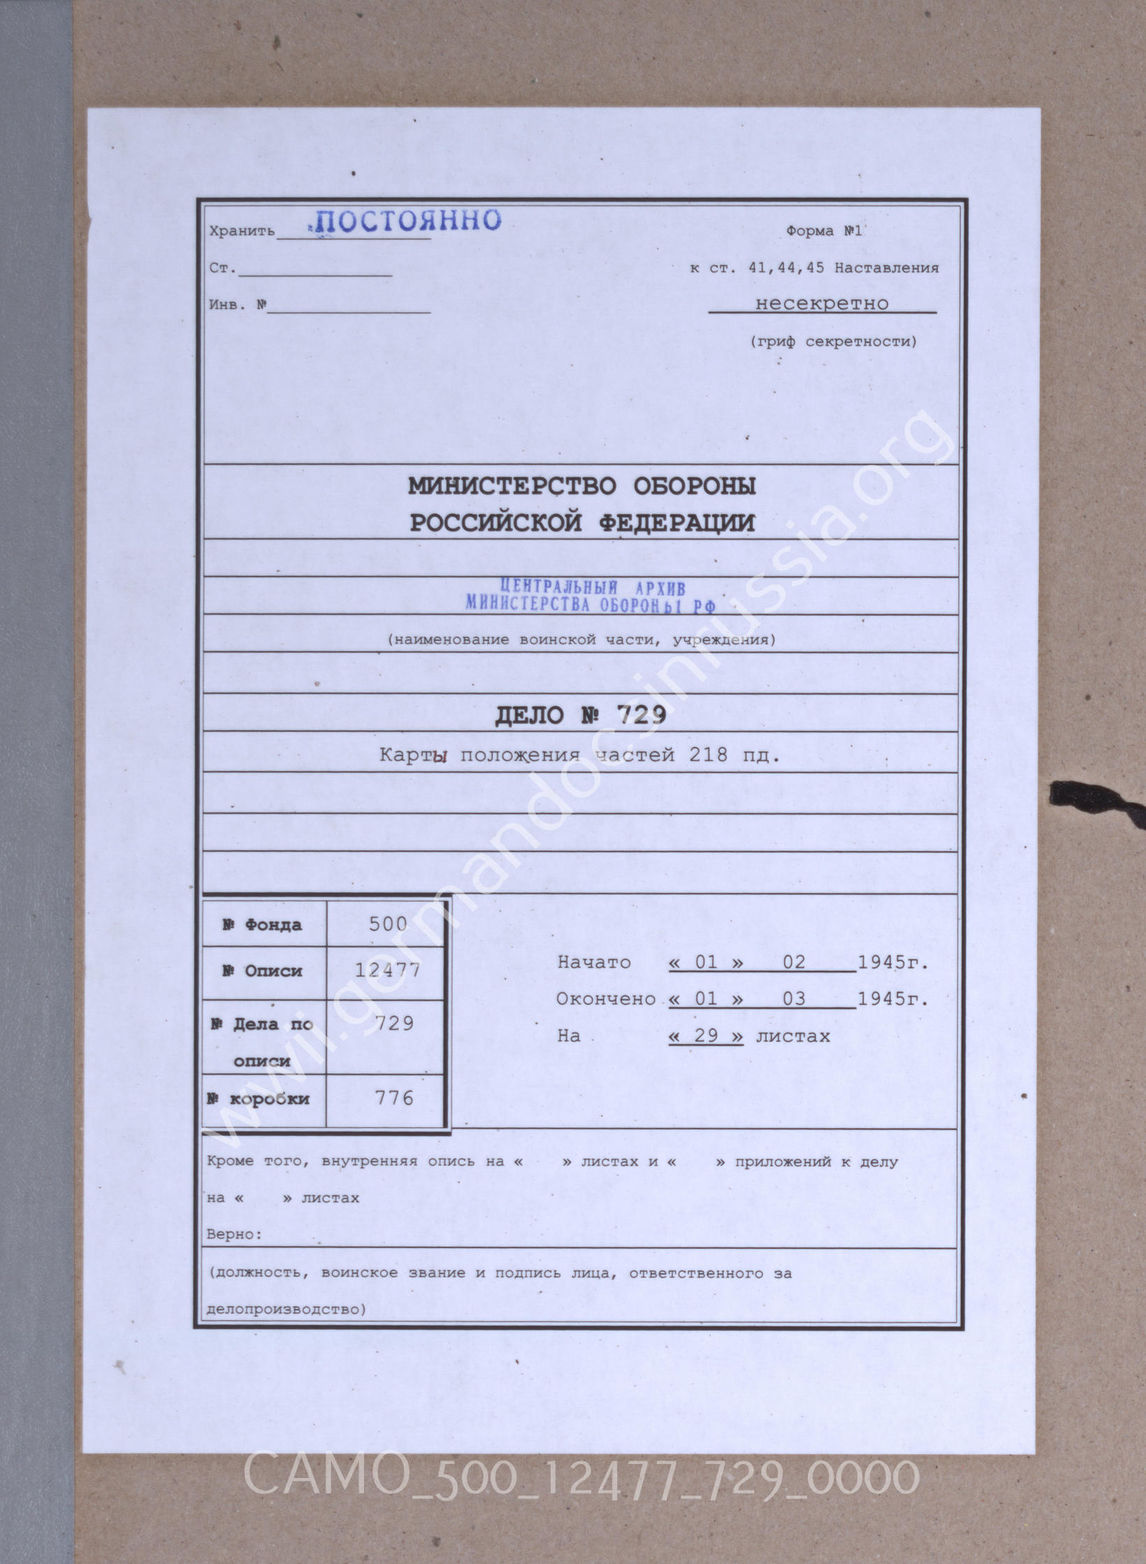 Хранить ПОСТОЯННО
Форма №1
Ст.
к ст. 41,44,45 Наставления
Инв. №
несекретно
(гриф секретности)
МИНИСТЕРСТВО ОБОРОНЫ
РОССИЙСКОЙ ФЕДЕРАЦИИ
ЦЕНТРАЛЬНЫЙ АРХИВ
МИНИСТЕРСТВА ОБОРОНЫ РФ
(наименование воинской части, учреждения)
ДЕЛО № 729
Карты положения частей 218 пд.
№ Фонда 500
№ Описи 12477
№ Дела по 729
описи
№ коробки 776
Начато « 01 » 02 1945г.
Окончено « 01 » 03 1945г.
На « 29 » листах
Кроме того, внутренняя опись на « » листах и « » приложений к делу
на « » листах
Верно:
(должность, воинское звание и подпись лица, ответственного за
делопроизводство)
www.germandocsinrussia.org
CAMO_500_12477_729_0000